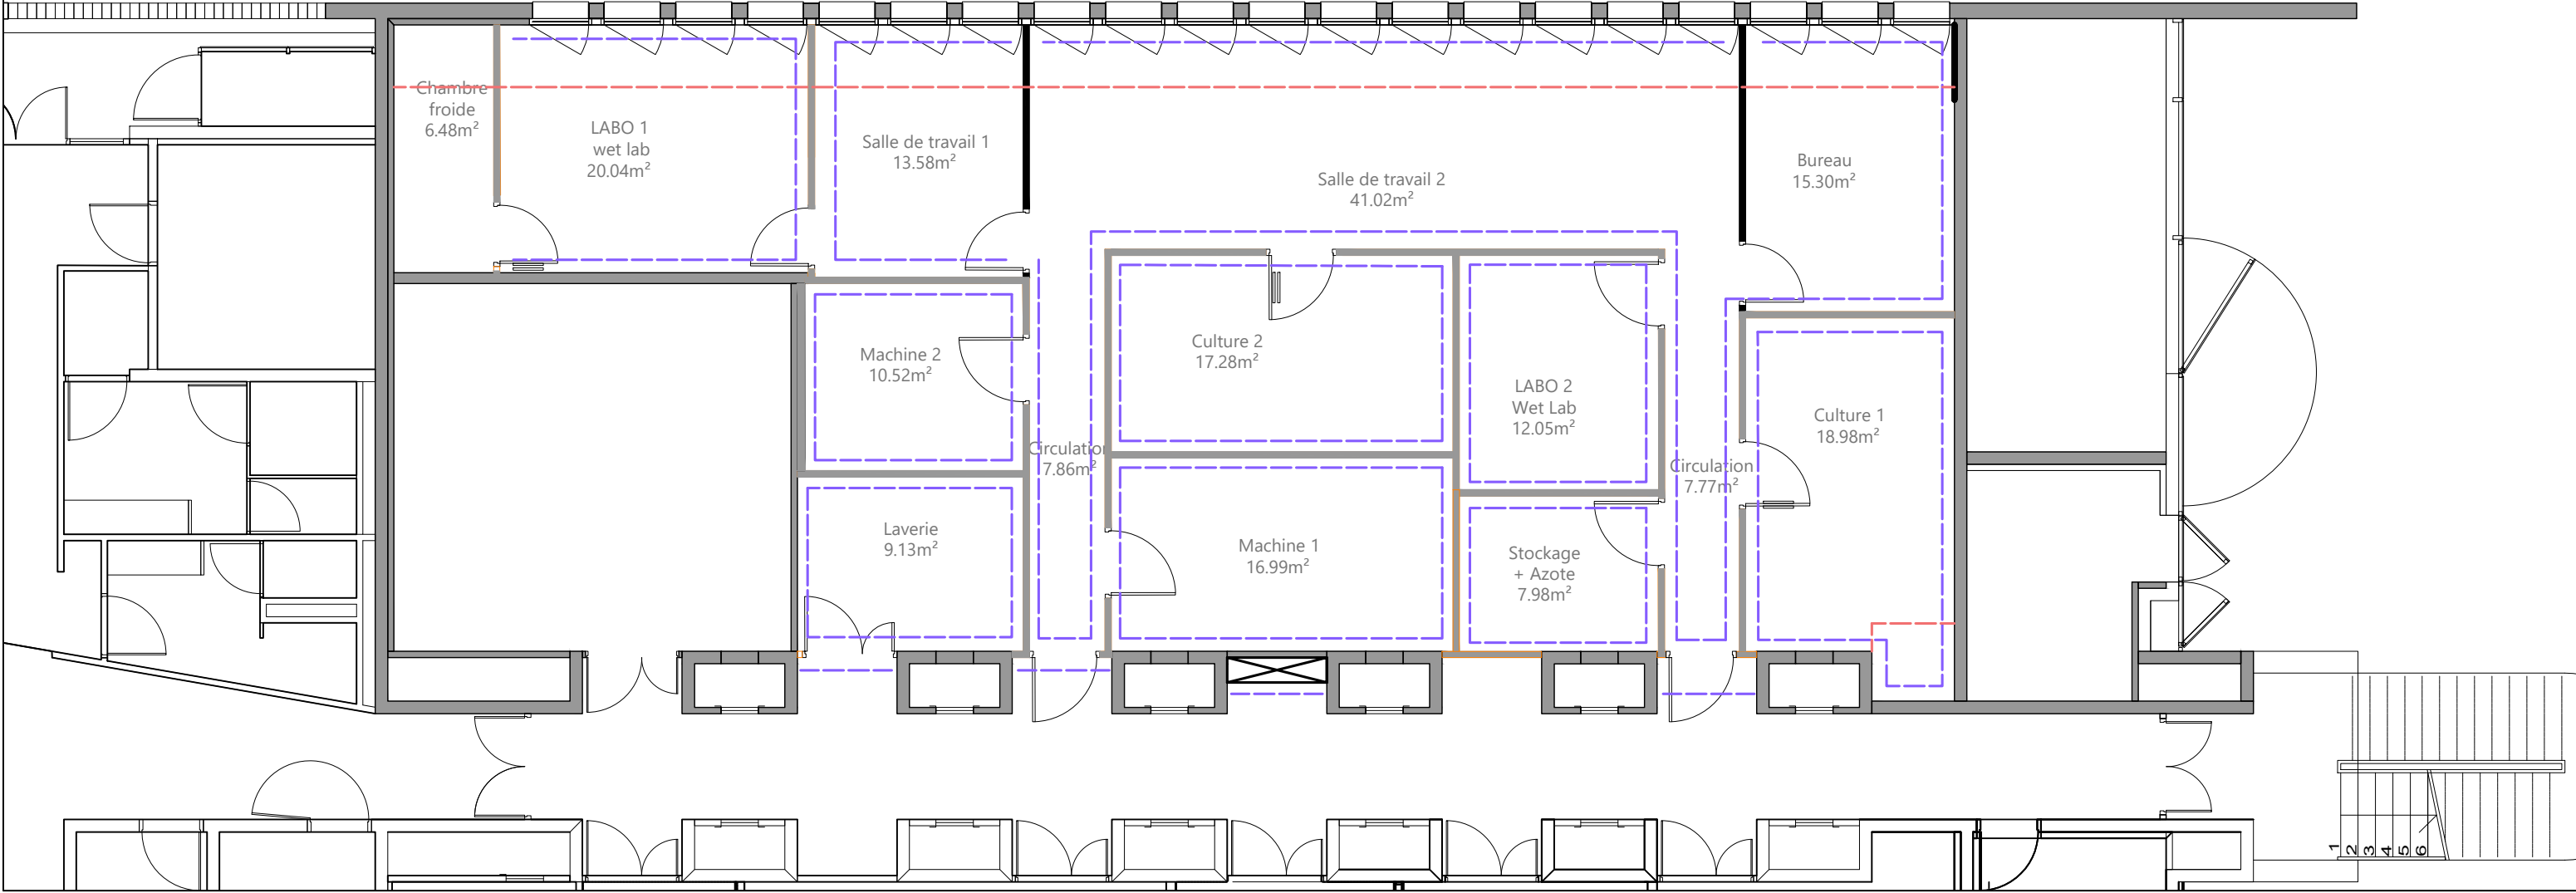 Chambre
froide
6.48m²
LABO 1
wet lab
20.04m²
Salle de travail 1
13.58m²
Salle de travail 2
41.02m²
Bureau
15.30m²
Machine 2
10.52m²
Culture 2
17.28m²
LABO 2
Wet Lab
12.05m²
Culture 1
18.98m²
Circulation
7.86m²
Circulation
7.77m²
Laverie
9.13m²
Machine 1
16.99m²
Stockage
+ Azote
7.98m²
1
2
3
4
5
6